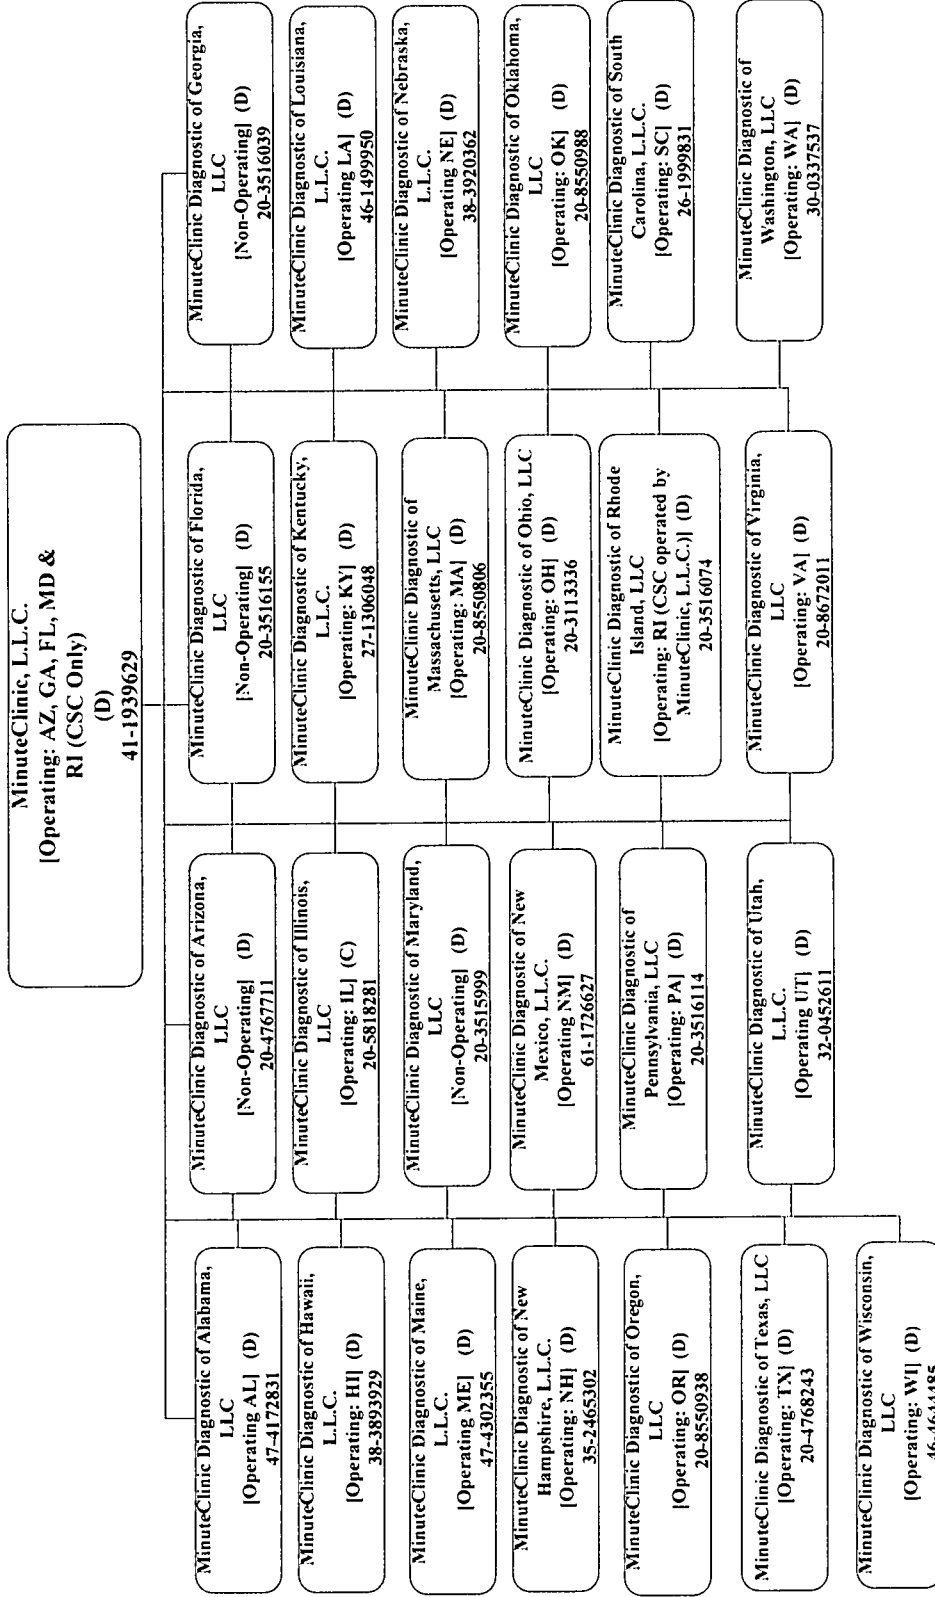 MinuteClinic, L.L.C.
[Operating: AZ, GA, FL, MD &
RI (CSC Only)
(D)
41-1939629
MinuteClinic Diagnostic of Alabama,
LLC
[Operating AL] (D)
47-4172831
MinuteClinic Diagnostic of Arizona,
LLC
[Non-Operating] (D)
20-4767711
MinuteClinic Diagnostic of Florida,
LLC
[Non-Operating] (D)
20-3516155
MinuteClinic Diagnostic of Georgia,
LLC
[Non-Operating] (D)
20-3516039
MinuteClinic Diagnostic of Hawaii,
L.L.C.
[Operating: HI] (D)
38-3893929
MinuteClinic Diagnostic of Illinois,
LLC
[Operating: IL] (C)
20-5818281
MinuteClinic Diagnostic of Kentucky,
L.L.C.
[Operating: KY] (D)
27-1306048
MinuteClinic Diagnostic of Louisiana,
L.L.C.
[Operating LA] (D)
46-1499950
MinuteClinic Diagnostic of Maine,
L.L.C.
[Operating ME] (D)
47-4302355
MinuteClinic Diagnostic of Maryland,
LLC
[Non-Operating] (D)
20-3515999
MinuteClinic Diagnostic of
Massachusetts, LLC
[Operating: MA] (D)
20-8550806
MinuteClinic Diagnostic of Nebraska,
L.L.C.
[Operating NE] (D)
38-3920362
MinuteClinic Diagnostic of New
Hampshire, L.L.C.
[Operating: NH] (D)
35-2465302
MinuteClinic Diagnostic of New
Mexico, L.L.C.
[Operating NM] (D)
61-1726627
MinuteClinic Diagnostic of Ohio, LLC
[Operating: OH] (D)
20-3113336
MinuteClinic Diagnostic of Oklahoma,
LLC
[Operating: OK] (D)
20-8550988
MinuteClinic Diagnostic of Oregon,
LLC
[Operating: OR] (D)
20-8550938
MinuteClinic Diagnostic of
Pennsylvania, LLC
[Operating: PA] (D)
20-3516114
MinuteClinic Diagnostic of Rhode
Island, LLC
[Operating: RI (CSC operated by
MinuteClinic, L.L.C.)] (D)
20-3516074
MinuteClinic Diagnostic of South
Carolina, L.L.C.
[Operating: SC] (D)
26-1999831
MinuteClinic Diagnostic of Texas, LLC
[Operating: TX] (D)
20-4768243
MinuteClinic Diagnostic of Utah,
L.L.C.
[Operating UT] (D)
32-0452611
MinuteClinic Diagnostic of Virginia,
LLC
[Operating: VA] (D)
20-8672011
MinuteClinic Diagnostic of
Washington, LLC
[Operating: WA] (D)
30-0337537
MinuteClinic Diagnostic of Wisconsin,
LLC
[Operating: WI] (D)